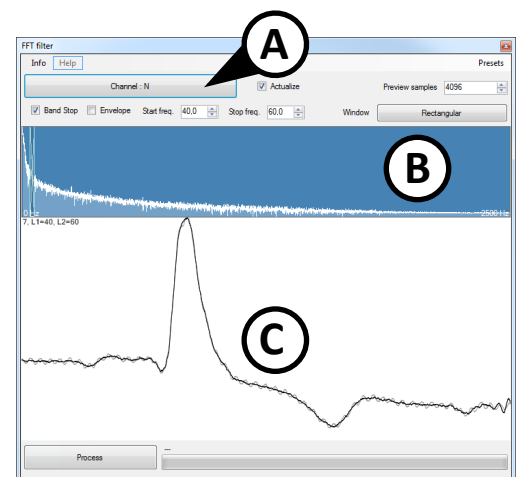 FFT filter
A
Info Help Presets
Channel : N Actualize Preview samples 4096
Band Stop Envelope Start freq. 40,0 Stop freq. 60.0 Window Rectangular
B
0 Hz 2500 Hz
7, L1=40, L2=60
C
Process ---